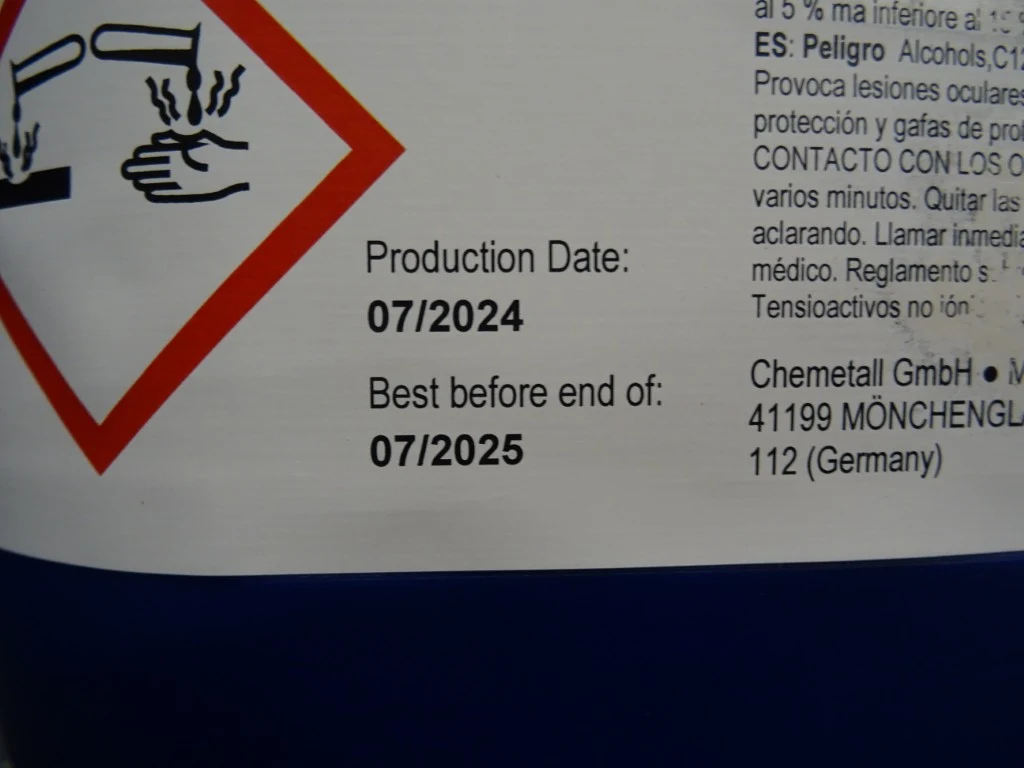 Production Date:
07/2024
Best before end of:
07/2025
al 5 % ma inferiore al
ES: Peligro Alcohols,C12
Provoca lesiones oculares
protección y gafas de
CONTACTO CON LOS
varios minutos. Quitar las
aclarando. Llamar
médico. Reglamento
Tensioactivos no ión
Chemetall GmbH •
41199
112 (Germany)